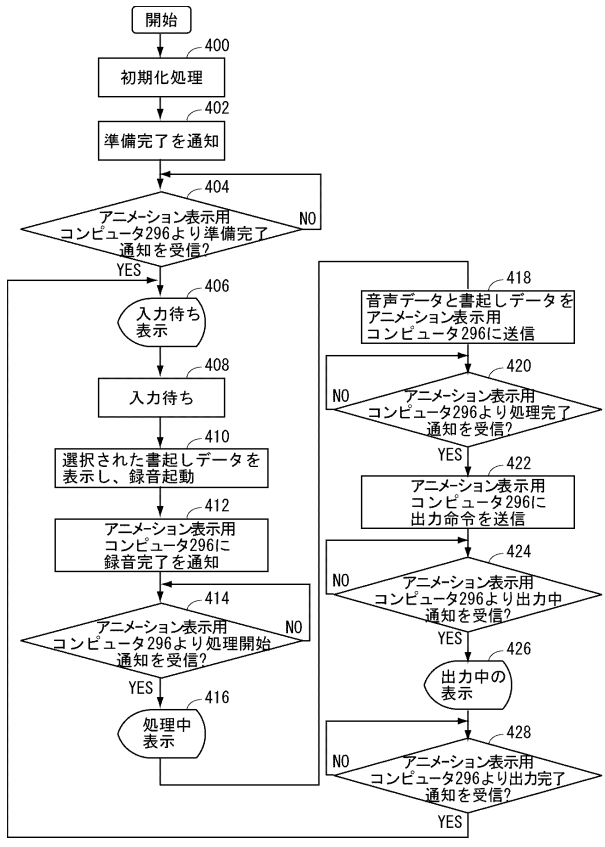 開始
400
初期化処理
402
準備完了を通知
404
アニメーション表示用
コンピュータ296より準備完了
通知を受信?
NO
YES
406
入力待ち
表示
408
入力待ち
410
選択された書起しデータを
表示し、録音起動
412
アニメーション表示用
コンピュータ296に
録音完了を通知
414
アニメーション表示用
コンピュータ296より処理開始
通知を受信?
NO
YES
416
処理中
表示
418
音声データと書起しデータを
アニメーション表示用
コンピュータ296に送信
420
アニメーション表示用
コンピュータ296より処理完了
通知を受信?
NO
YES
422
アニメーション表示用
コンピュータ296に
出力命令を送信
424
アニメーション表示用
コンピュータ296より出力中
通知を受信?
NO
YES
426
出力中の
表示
428
アニメーション表示用
コンピュータ296より出力完了
通知を受信?
NO
YES